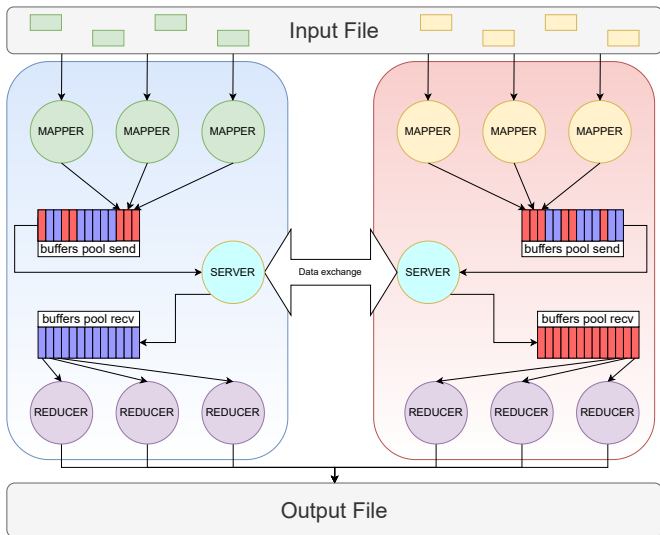 Input File
MAPPER
MAPPER
MAPPER
MAPPER
MAPPER
MAPPER
buffers pool send
buffers pool send
SERVER
Data exchange
SERVER
buffers pool recv
buffers pool recv
REDUCER
REDUCER
REDUCER
REDUCER
REDUCER
REDUCER
Output File